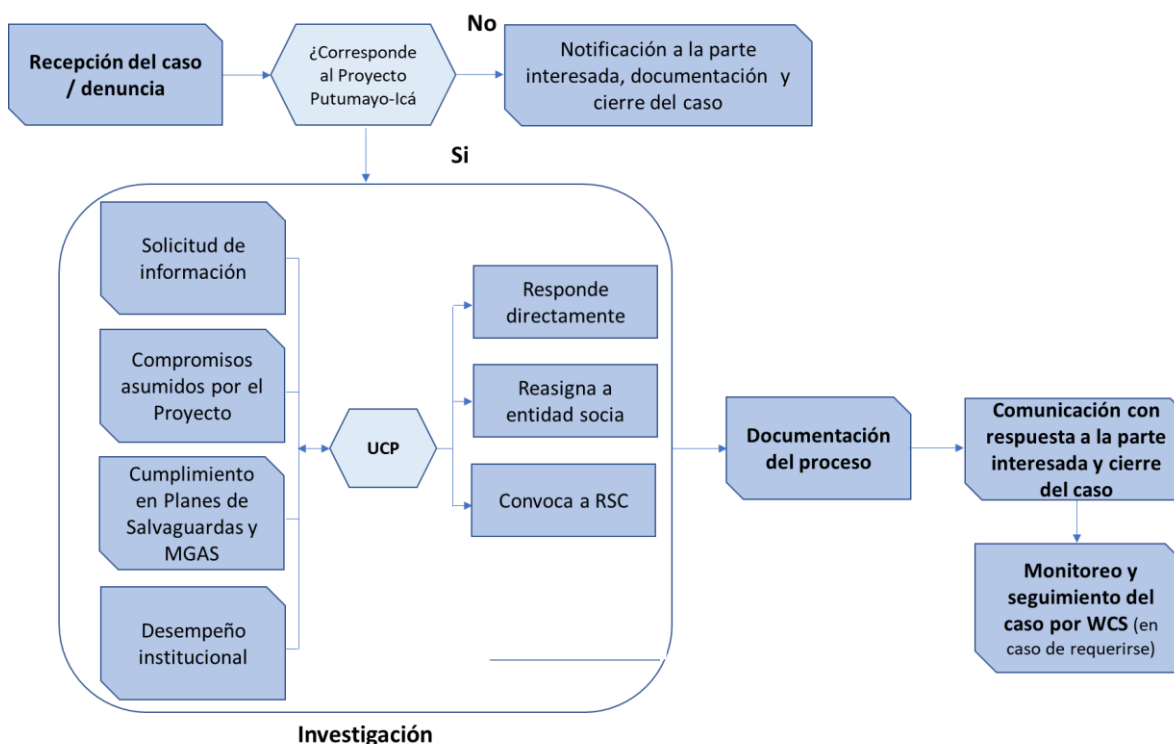 Recepción del caso
/ denuncia
¿Corresponde
al Proyecto
Putumayo-Icá
No
Notificación a la parte
interesada, documentación y
cierre del caso
Si
Solicitud de
información
Compromisos
asumidos por el
Proyecto
Cumplimiento
en Planes de
Salvaguardas y
MGAS
Desempeño
institucional
UCP
Responde
directamente
Reasigna a
entidad socia
Convoca a RSC
Documentación
del proceso
Comunicación con
respuesta a la parte
interesada y cierre
del caso
Monitoreo y
seguimiento del
caso por WCS (en
caso de requerirse)
Investigación